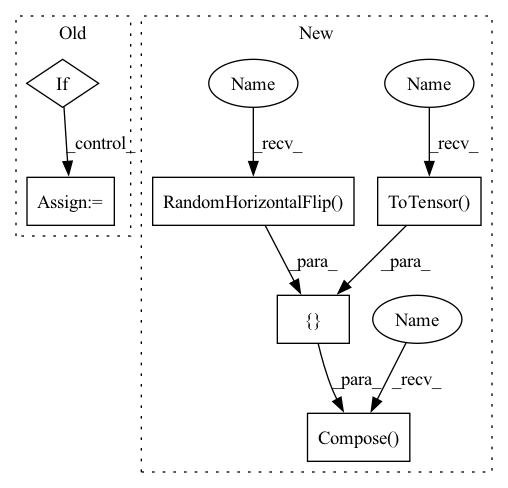 Old
New
If
Name
Name
_control_
_recv_
_recv_
Assign:=
RandomHorizontalFlip()
ToTensor()
_para_
_para_
{}
Name
_para_
_recv_
Compose()